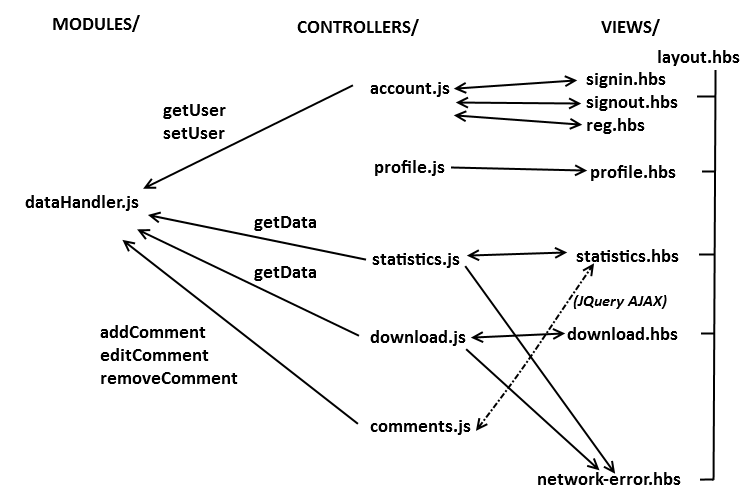 MODULES/ CONTROLLERS/ VIEWS/
layout.hbs
account.js signin.hbs
getUser signout.hbs
setUser reg.hbs
profile.js profile.hbs
dataHandler.js
getData
statistics.js statistics.hbs
getData
(JQuery AJAX)
addComment download.js download.hbs
editComment
removeComment
comments.js
network-error.hbs